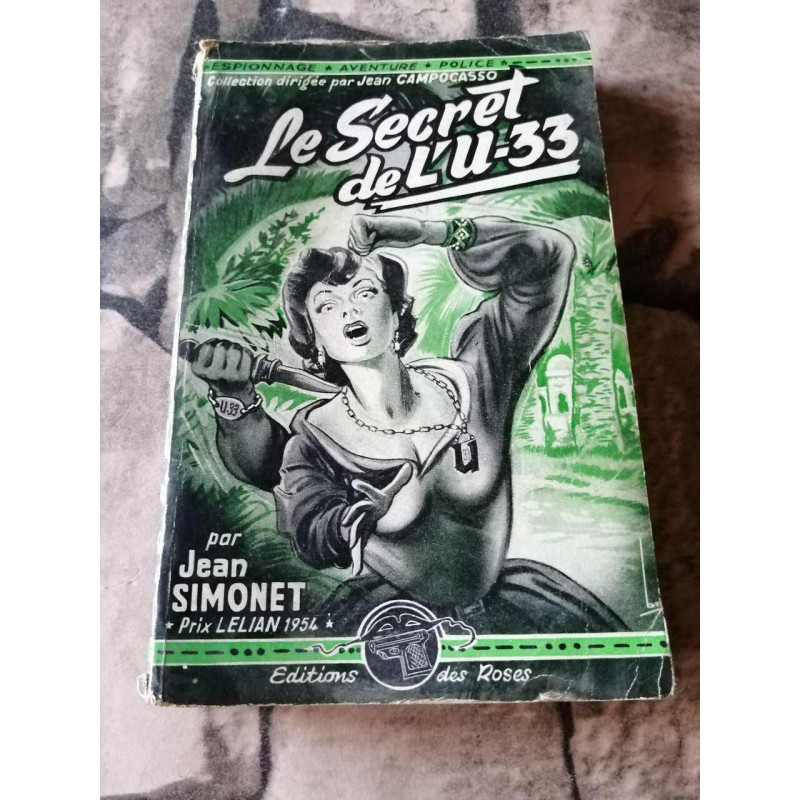 ESPIONNAGE ★ AVENTURE ★ POLICE ★
Collection dirigée par Jean CAMPOCASSO
Le Secret
de L'U-33
U-33
33
par
Jean
SIMONET
★ Prix LELIAN 1954 ★
Editions des Roses